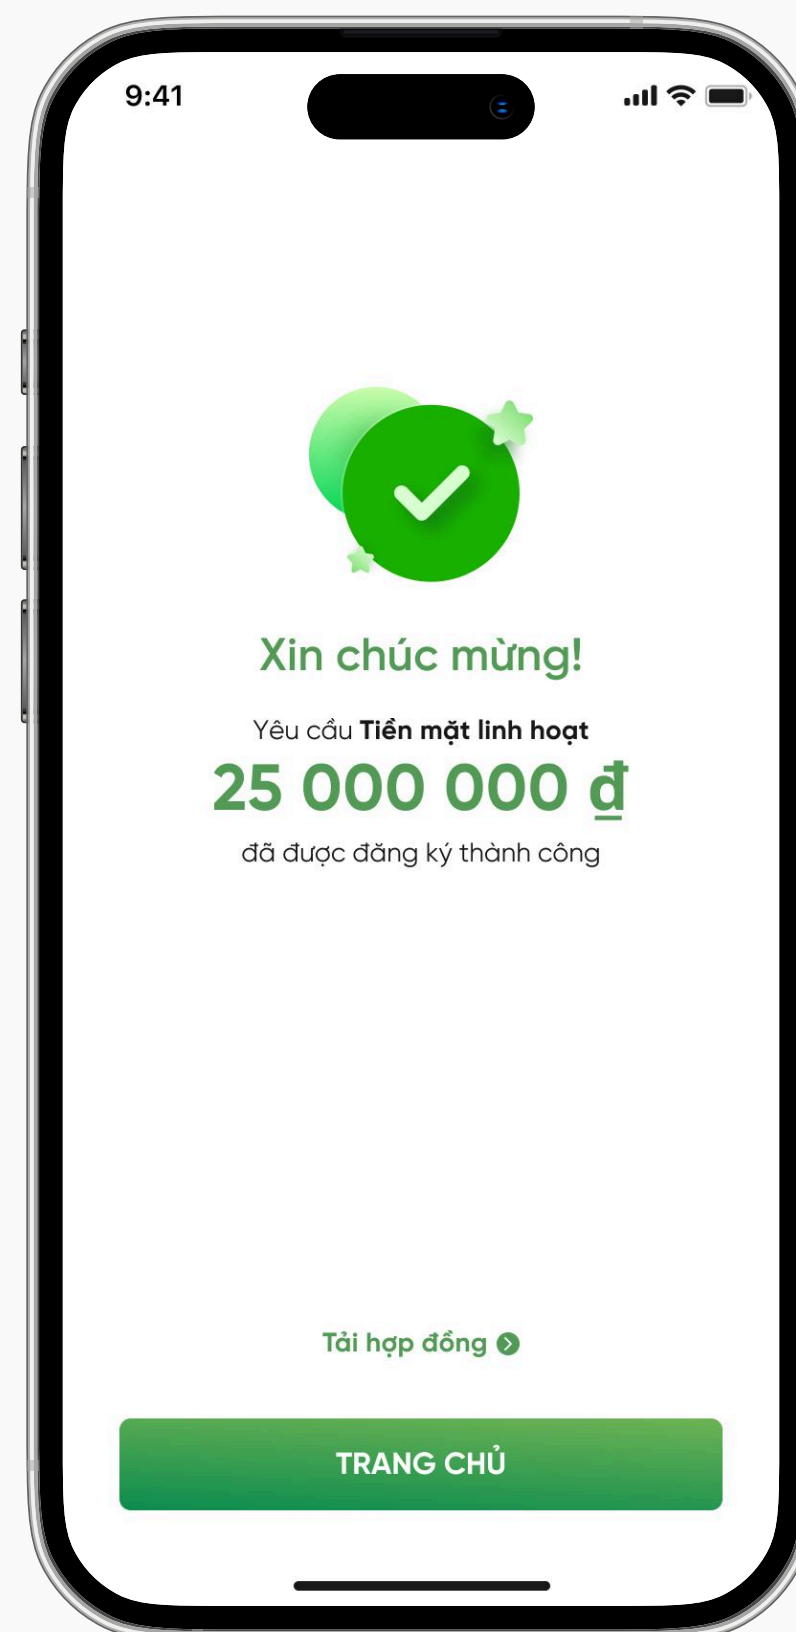 9:41
Xin chúc mừng!
Yêu cầu Tiền mặt linh hoạt
25 000 000 ₫
đã được đăng ký thành công
Tải hợp đồng
TRANG CHỦ